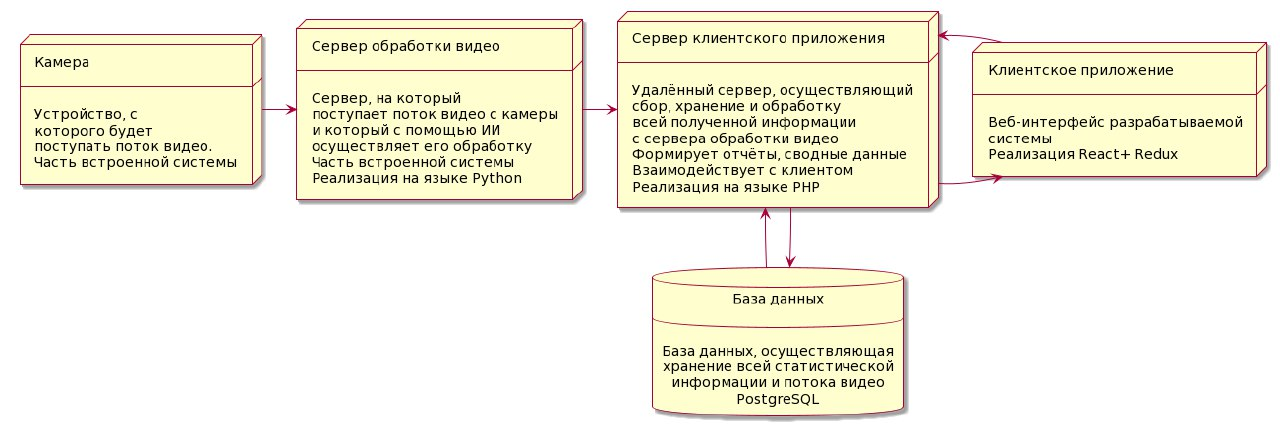 Камера
Устройство, с
которого будет
поступать поток видео.
Часть встроенной системы
Сервер обработки видео
Сервер, на который
поступает поток видео с камеры
и который с помощью ИИ
осуществляет его обработку
Часть встроенной системы
Реализация на языке Python
Сервер клиентского приложения
Удалённый сервер, осуществляющий
сбор, хранение и обработку
всей полученной информации
с сервера обработки видео
Формирует отчёты, сводные данные
Взаимодействует с клиентом
Реализация на языке PHP
Клиентское приложение
Веб-интерфейс разрабатываемой
системы
Реализация React+ Redux
База данных
База данных, осуществляющая
хранение всей статистической
информации и потока видео
PostgreSQL